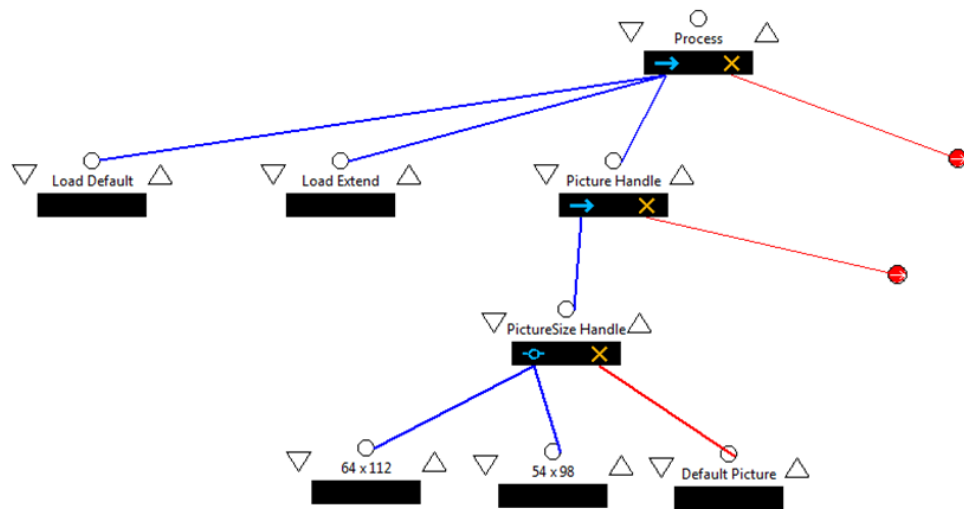 Process
Load Default
Load Extend
Picture Handle
PictureSize Handle
64 x 112
54 x 98
Default Picture